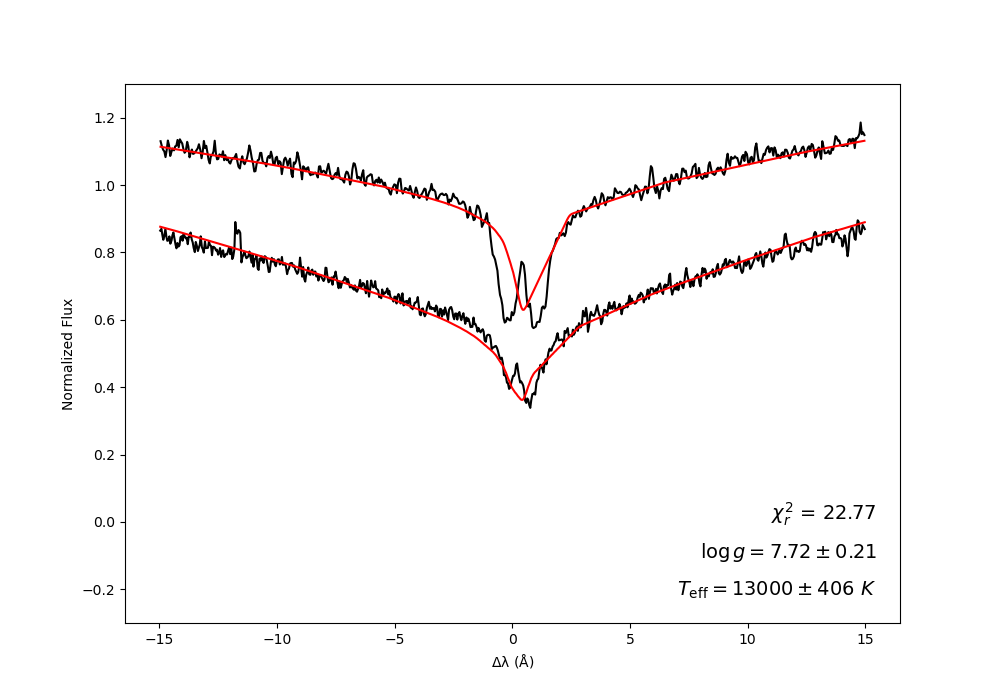 1.2
1.0
0.8
0.6
0.4
0.2
0.0
−0.2
Normalized Flux
χ²ᵣ = 22.77
log g = 7.72 ± 0.21
T_eff = 13000 ± 406 K
−15 −10 −5 0 5 10 15
Δλ (Å)